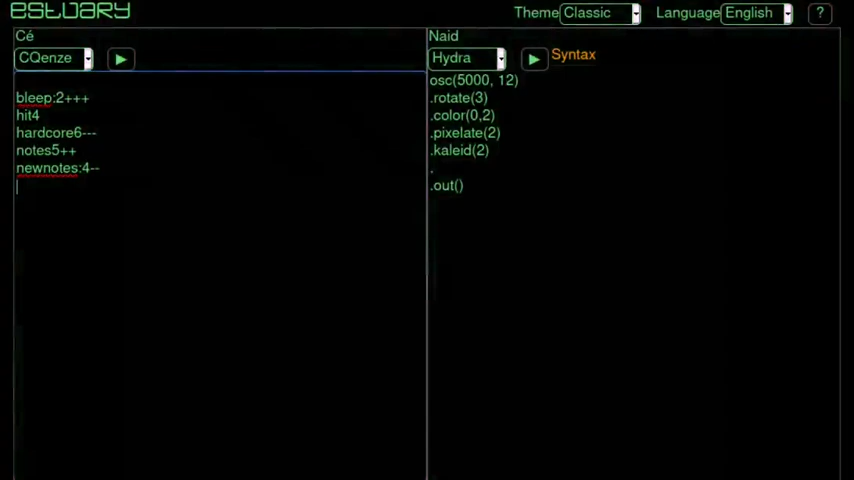 estuary
Theme Classic Language English ?
Cé
CQenze
bleep:2+++
hit4
hardcore6---
notes5++
newnotes:4--
Naid
Hydra Syntax
osc(5000, 12)
.rotate(3)
.color(0,2)
.pixelate(2)
.kaleid(2)
.
.out()